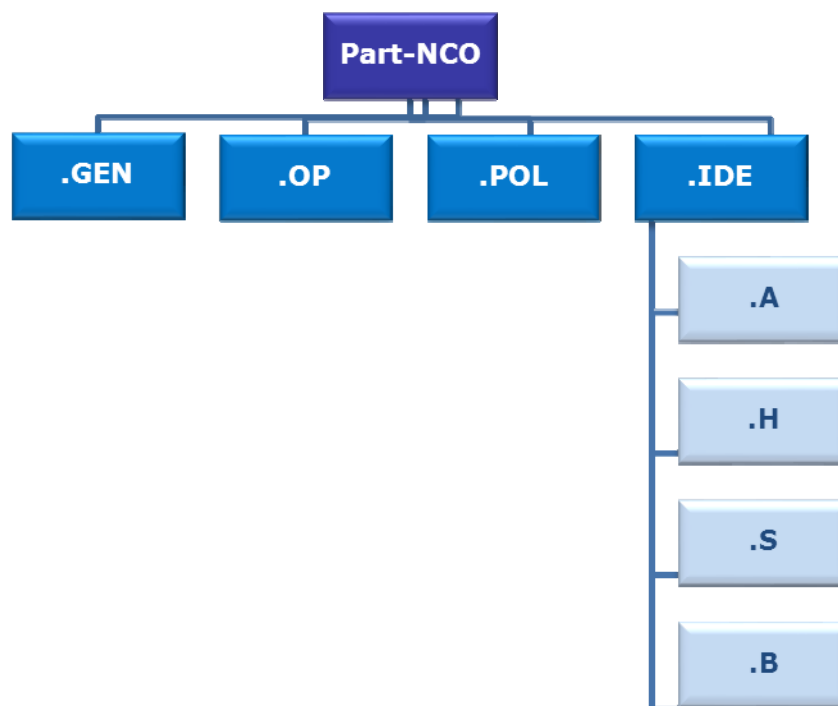 Part-NCO
.GEN
.OP
.POL
.IDE
.A
.H
.S
.B